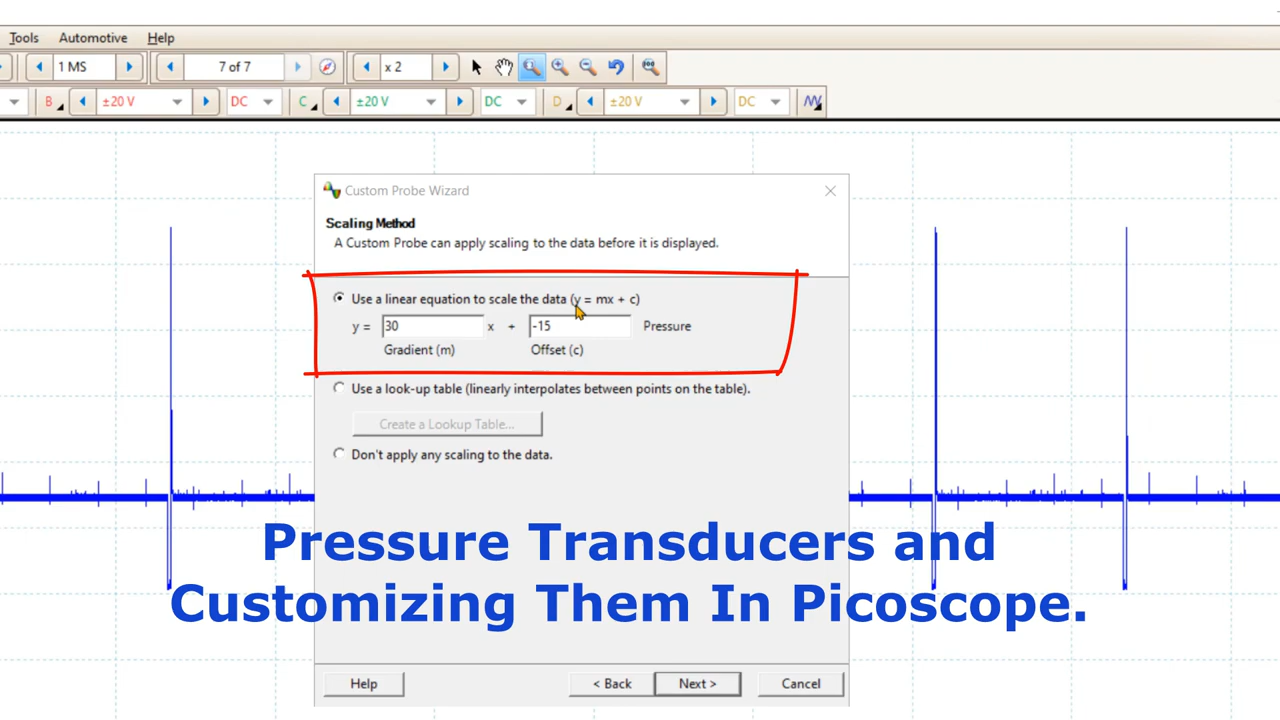 Tools Automotive Help
1 MS 7 of 7 x 2
B ±20 V DC C ±20 V DC D ±20 V DC
Custom Probe Wizard
Scaling Method
A Custom Probe can apply scaling to the data before it is displayed.
Use a linear equation to scale the data (y = mx + c)
y = 30 x + -15 Pressure
Gradient (m) Offset (c)
Use a look-up table (linearly interpolates between points on the table).
Create a Lookup Table...
Don't apply any scaling to the data.
Pressure Transducers and
Customizing Them In Picoscope.
Help < Back Next > Cancel